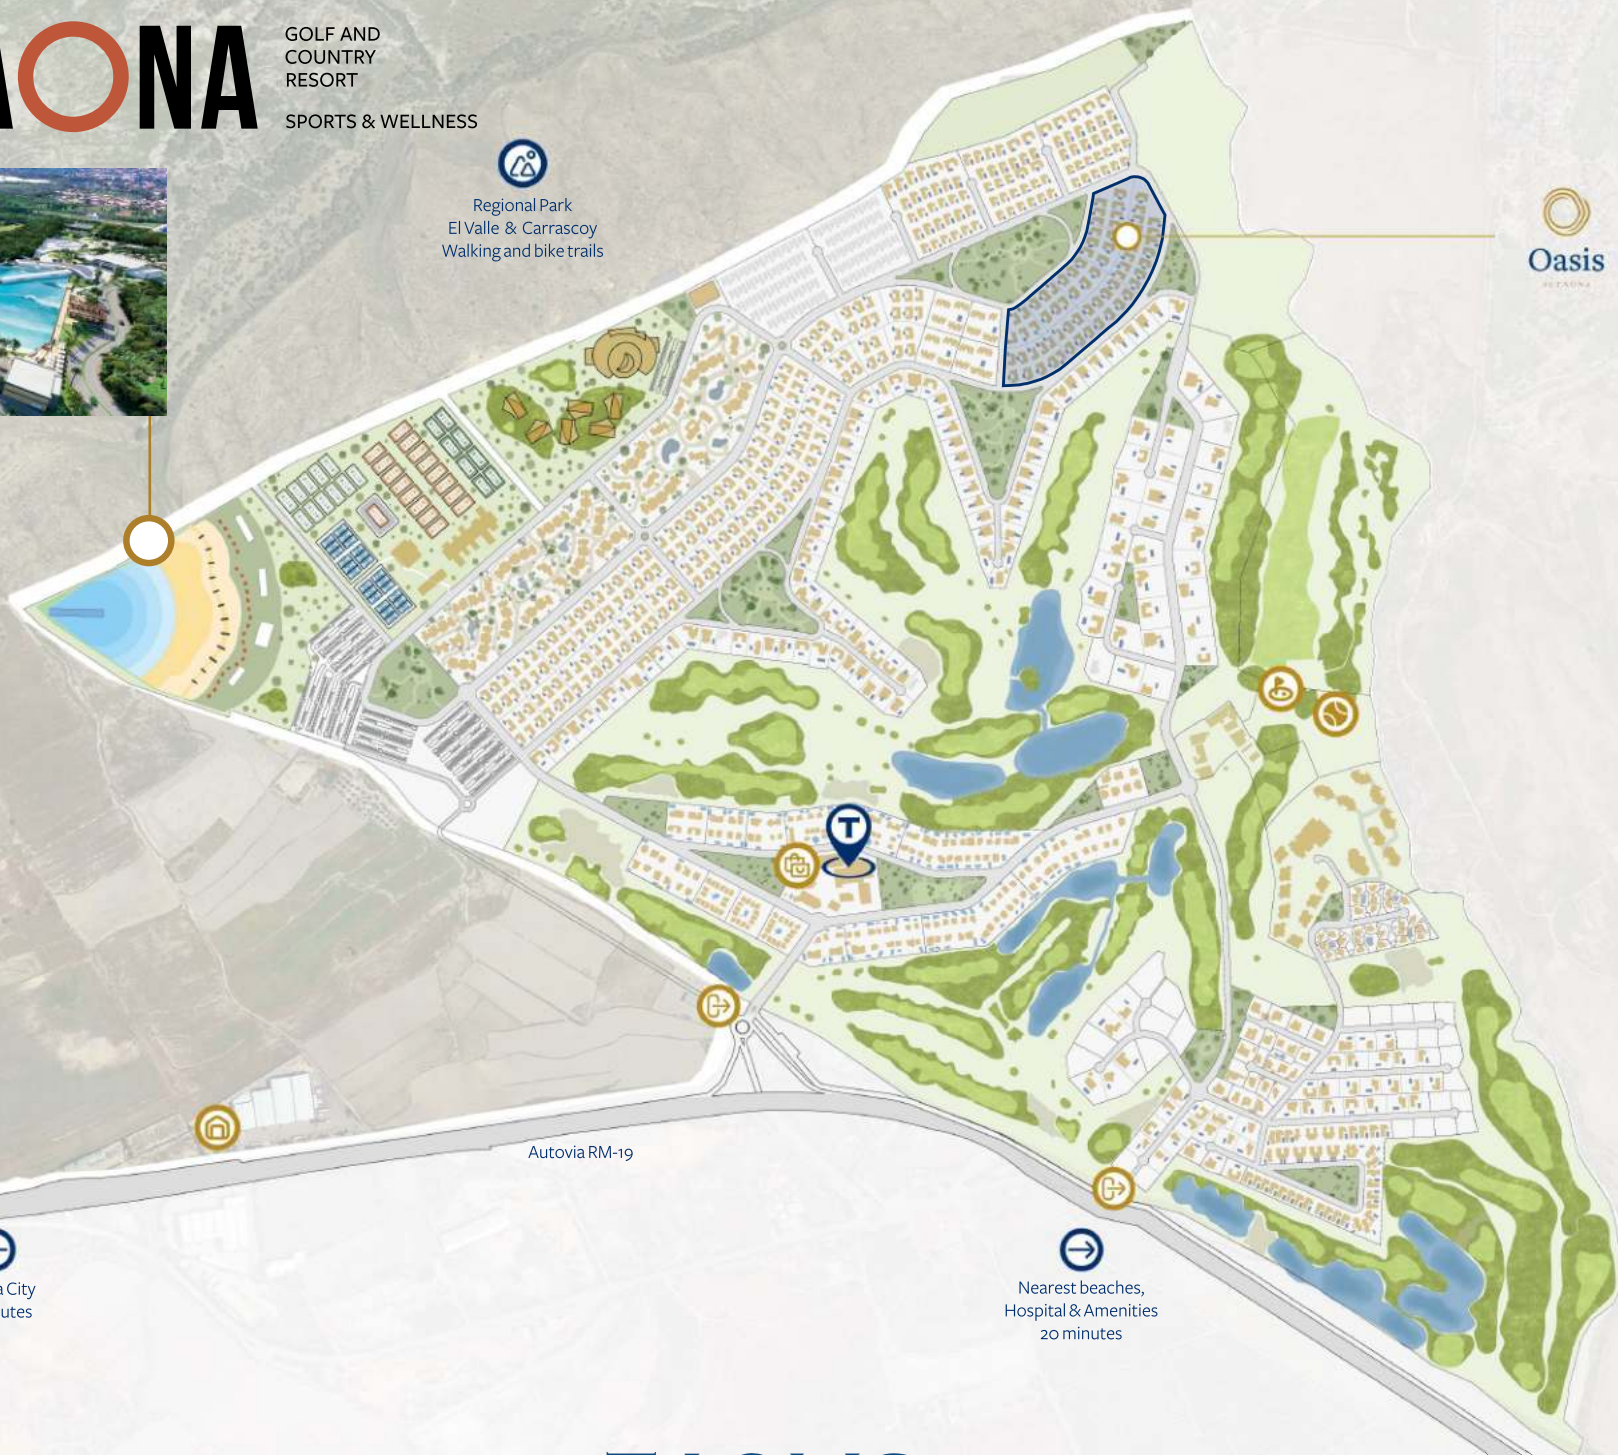 AONA
GOLF AND
COUNTRY
RESORT
SPORTS & WELLNESS
Regional Park
El Valle & Carrascoy
Walking and bike trails
Oasis
T
Autovia RM-19
a City
utes
Nearest beaches,
Hospital & Amenities
20 minutes